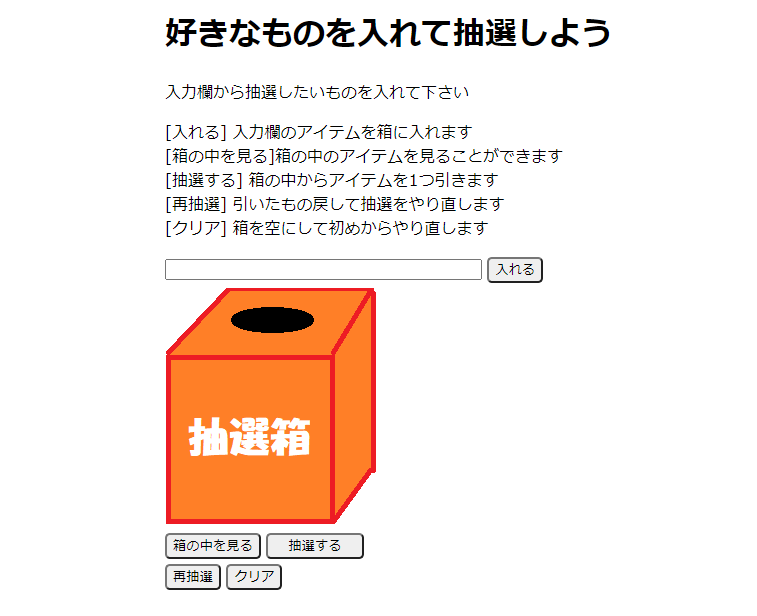 好きなものを入れて抽選しよう
入力欄から抽選したいものを入れて下さい
[入れる] 入力欄のアイテムを箱に入れます
[箱の中を見る]箱の中のアイテムを見ることができます
[抽選する] 箱の中からアイテムを1つ引きます
[再抽選] 引いたもの戻して抽選をやり直します
[クリア] 箱を空にして初めからやり直します
入れる
抽選箱
箱の中を見る 抽選する
再抽選 クリア